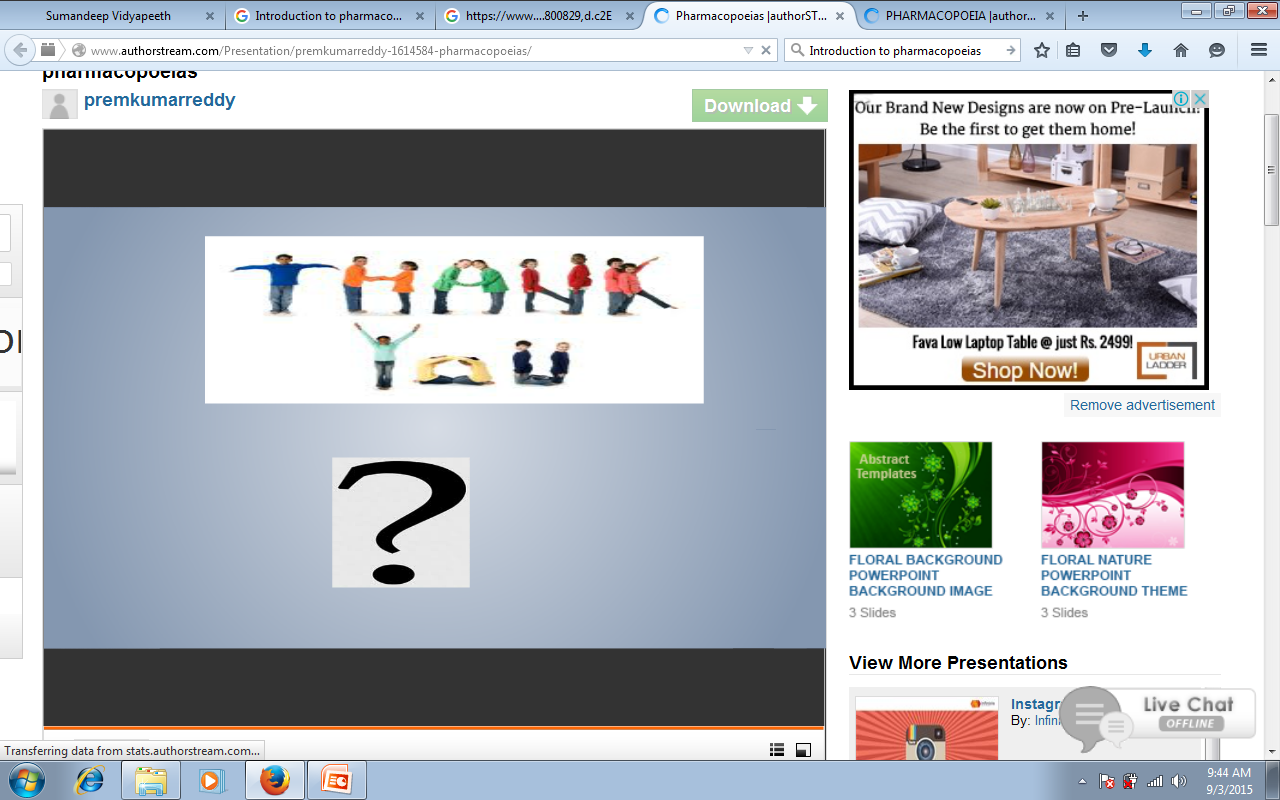 Sumandeep Vidyapeeth
Introduction to pharmaco...
https://www....800829,d.c2E
Pharmacopoeias |authorST...
PHARMACOPOEIA |author...
www.authorstream.com/Presentation/premkumarreddy-1614584-pharmacopoeias/
Introduction to pharmacopoeias
pharmacopoeias
premkumarreddy
Download
THANK
YOU
?
Our Brand New Designs are now on Pre-Launch!
Be the first to get them home!
Fava Low Laptop Table @ just Rs. 2499!
Shop Now!
URBAN
LADDER
Remove advertisement
Abstract
Templates
FLORAL BACKGROUND
POWERPOINT
BACKGROUND IMAGE
3 Slides
FLORAL NATURE
POWERPOINT
BACKGROUND THEME
3 Slides
View More Presentations
Instagr
By: Infini
Live Chat
OFFLINE
Transferring data from stats.authorstream.com...
9:44 AM
9/3/2015